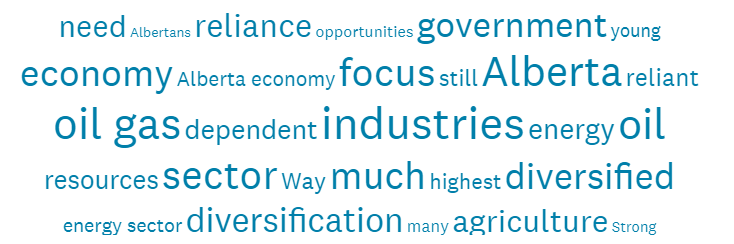 need Albertans reliance opportunities government young
economy Alberta economy focus still Alberta reliant
oil gas dependent industries energy oil
resources sector Way much highest diversified
energy sector diversification many agriculture Strong